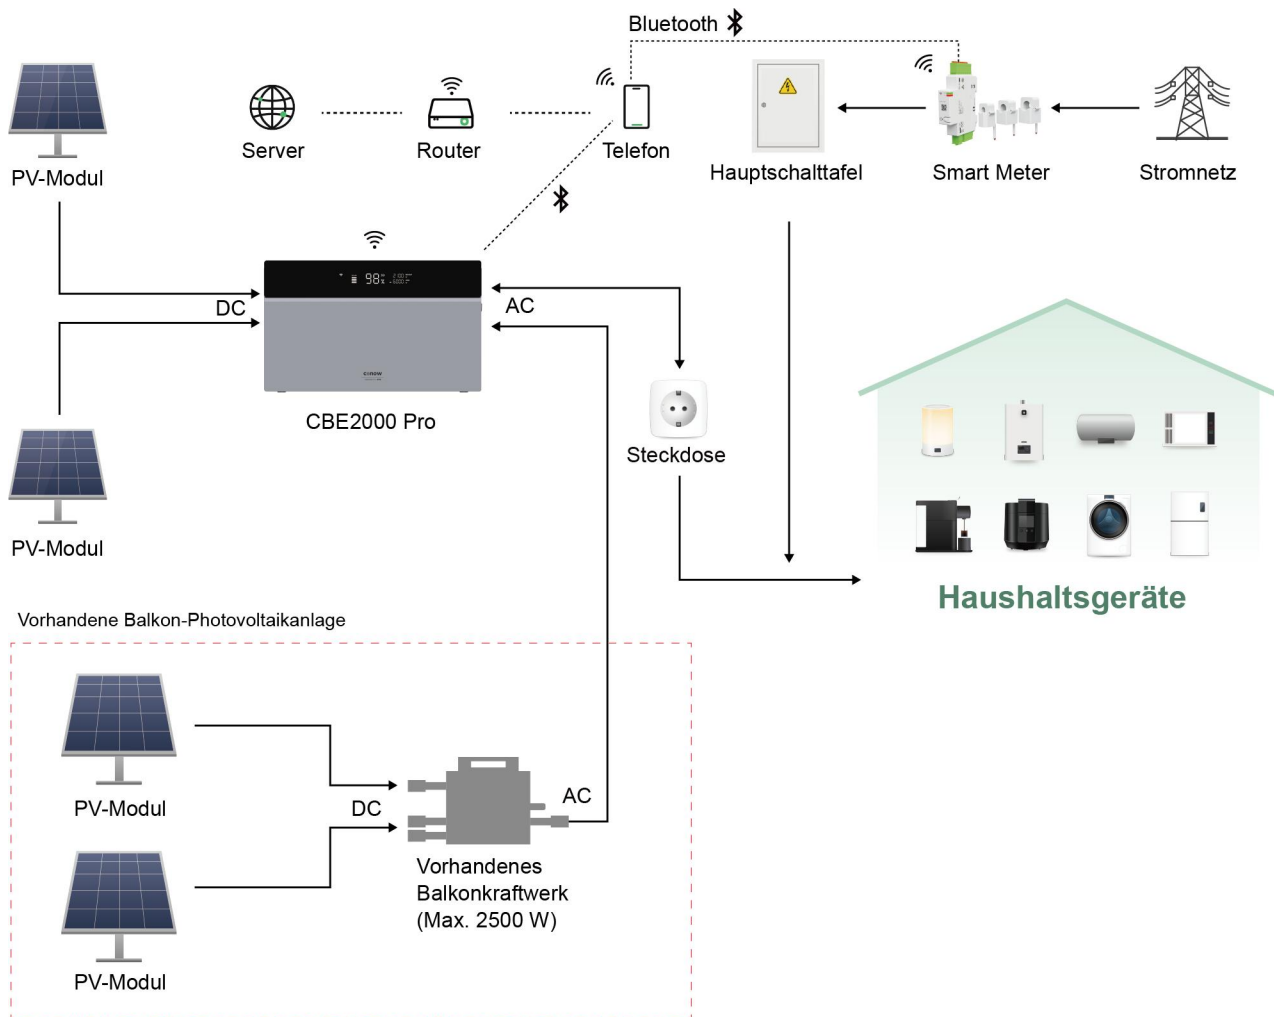 Bluetooth
PV-Modul
Server
Router
Telefon
Hauptschalttafel
Smart Meter
Stromnetz
DC
98%
AC
CBE2000 Pro
Steckdose
PV-Modul
Haushaltsgeräte
Vorhandene Balkon-Photovoltaikanlage
PV-Modul
DC
AC
Vorhandenes
Balkonkraftwerk
(Max. 2500 W)
PV-Modul